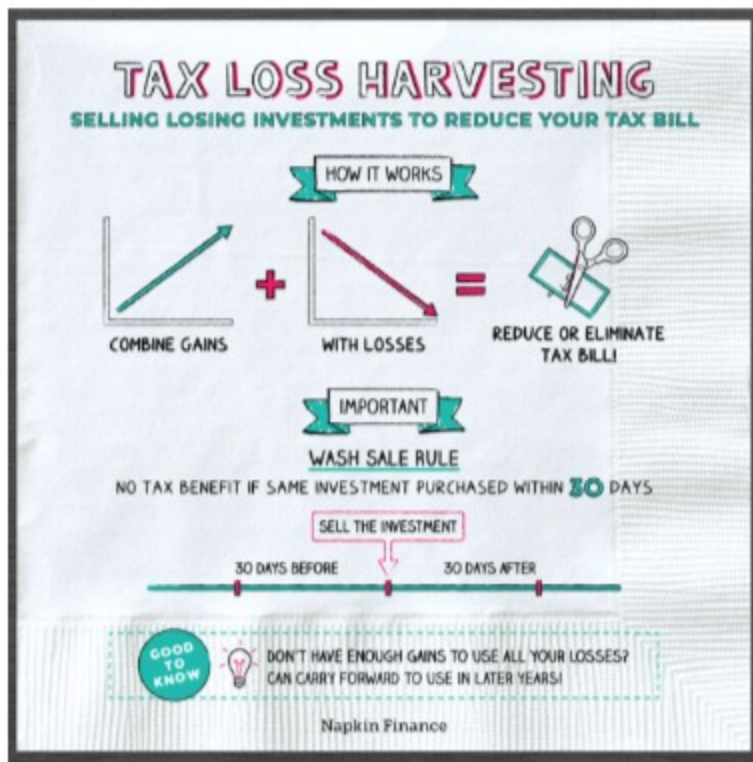 TAX LOSS HARVESTING
SELLING LOSING INVESTMENTS TO REDUCE YOUR TAX BILL
HOW IT WORKS
+
=
COMBINE GAINS
WITH LOSSES
REDUCE OR ELIMINATE
TAX BILL!
IMPORTANT
WASH SALE RULE
NO TAX BENEFIT IF SAME INVESTMENT PURCHASED WITHIN 30 DAYS
SELL THE INVESTMENT
30 DAYS BEFORE
30 DAYS AFTER
GOOD
TO
KNOW
DON'T HAVE ENOUGH GAINS TO USE ALL YOUR LOSSES?
CAN CARRY FORWARD TO USE IN LATER YEARS!
Napkin Finance